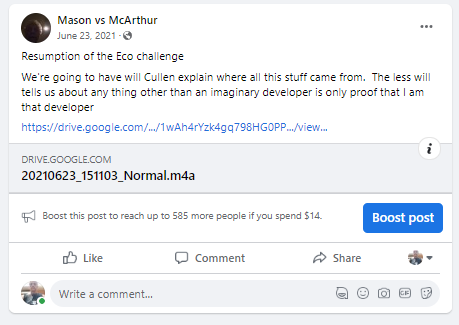 Mason vs McArthur
June 23, 2021 ·
Resumption of the Eco challenge
We're going to have will Cullen explain where all this stuff came from. The less will
tells us about any thing other than an imaginary developer is only proof that I am
that developer
https://drive.google.com/.../1wAh4rYzk4gq798HG0PP.../view...
DRIVE.GOOGLE.COM
20210623_151103_Normal.m4a
Boost this post to reach up to 585 more people if you spend $14.
Boost post
Like
Comment
Share
Write a comment...
GIF